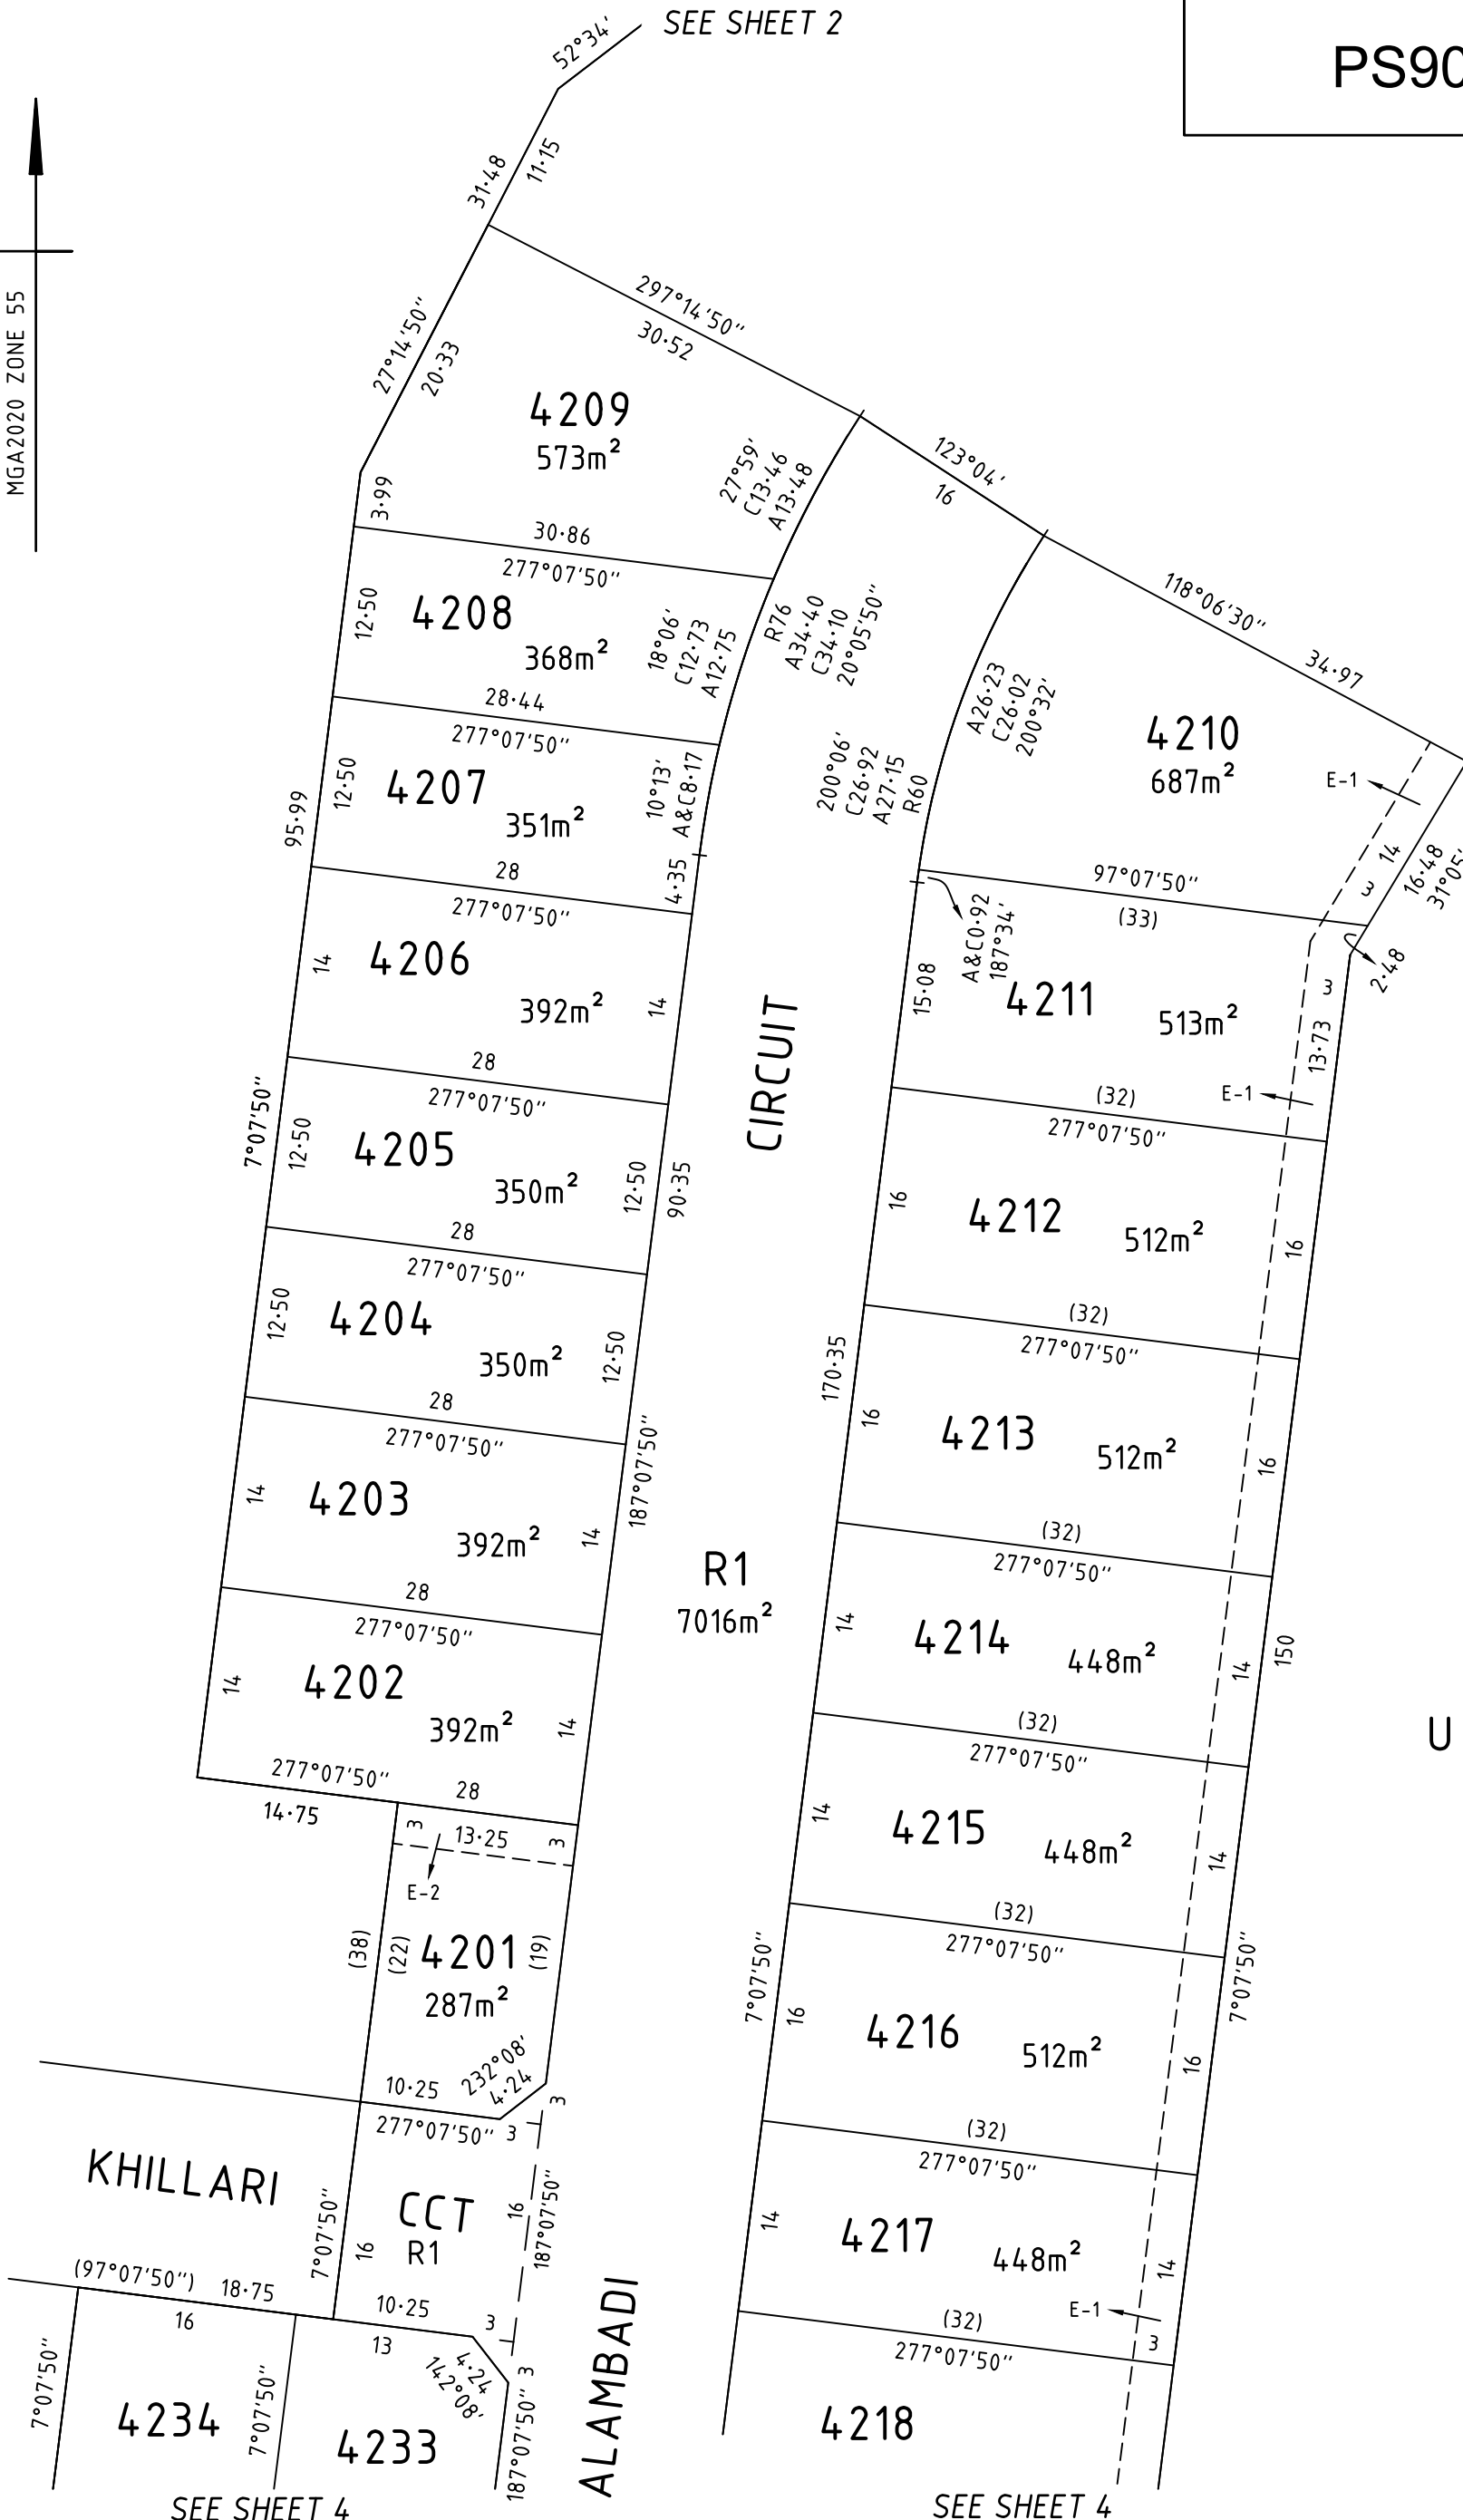 SEE SHEET 2
PS90
52°34'
31·48
11·15
MGA2020 ZONE 55
27°14'50"
20·33
297°14'50"
30·52
4209
573m²
3·99
27°59'
C13·46
A13·48
123°04'
16
30·86
277°07'50"
12·50
4208
368m²
18°06'
C12·73
A12·75
R76
A34·40
C34·10
20°05'50"
118°06'30"
34·97
28·44
277°07'50"
12·50
4207
351m²
10°13'
A&C8·17
4·35
200°06'
C26·92
A27·15
R60
A26·23
C26·02
200°32'
4210
687m²
E-1
14
3
16·48
31°05'
95·99
28
277°07'50"
14
4206
392m²
14
97°07'50"
(33)
A&C0·92
187°34'
2·48
15·08
4211
513m²
3
13·73
E-1
28
277°07'50"
7°07'50"
12·50
4205
350m²
12·50
90·35
CIRCUIT
(32)
277°07'50"
16
4212
512m²
16
28
277°07'50"
12·50
4204
350m²
12·50
(32)
277°07'50"
170·35
16
4213
512m²
16
28
277°07'50"
14
4203
392m²
14
187°07'50"
R1
7016m²
(32)
277°07'50"
14
4214
448m²
14
150
28
277°07'50"
14
4202
392m²
14
U
(32)
277°07'50"
14
4215
448m²
14
277°07'50"
28
14·75
3
13·25
3
E-2
(38)
(22)
4201
(19)
287m²
(32)
277°07'50"
7°07'50"
16
4216
512m²
16
7°07'50"
232°08'
4·24
10·25
277°07'50"
3
3
KHILLARI
CCT
R1
7°07'50"
16
16
187°07'50"
(32)
277°07'50"
14
4217
448m²
14
E-1
3
(97°07'50")
18·75
10·25
3
16
13
4·24
142°08'
3
187°07'50"
ALAMBADI
(32)
277°07'50"
7°07'50"
4234
7°07'50"
4233
4218
SEE SHEET 4
SEE SHEET 4